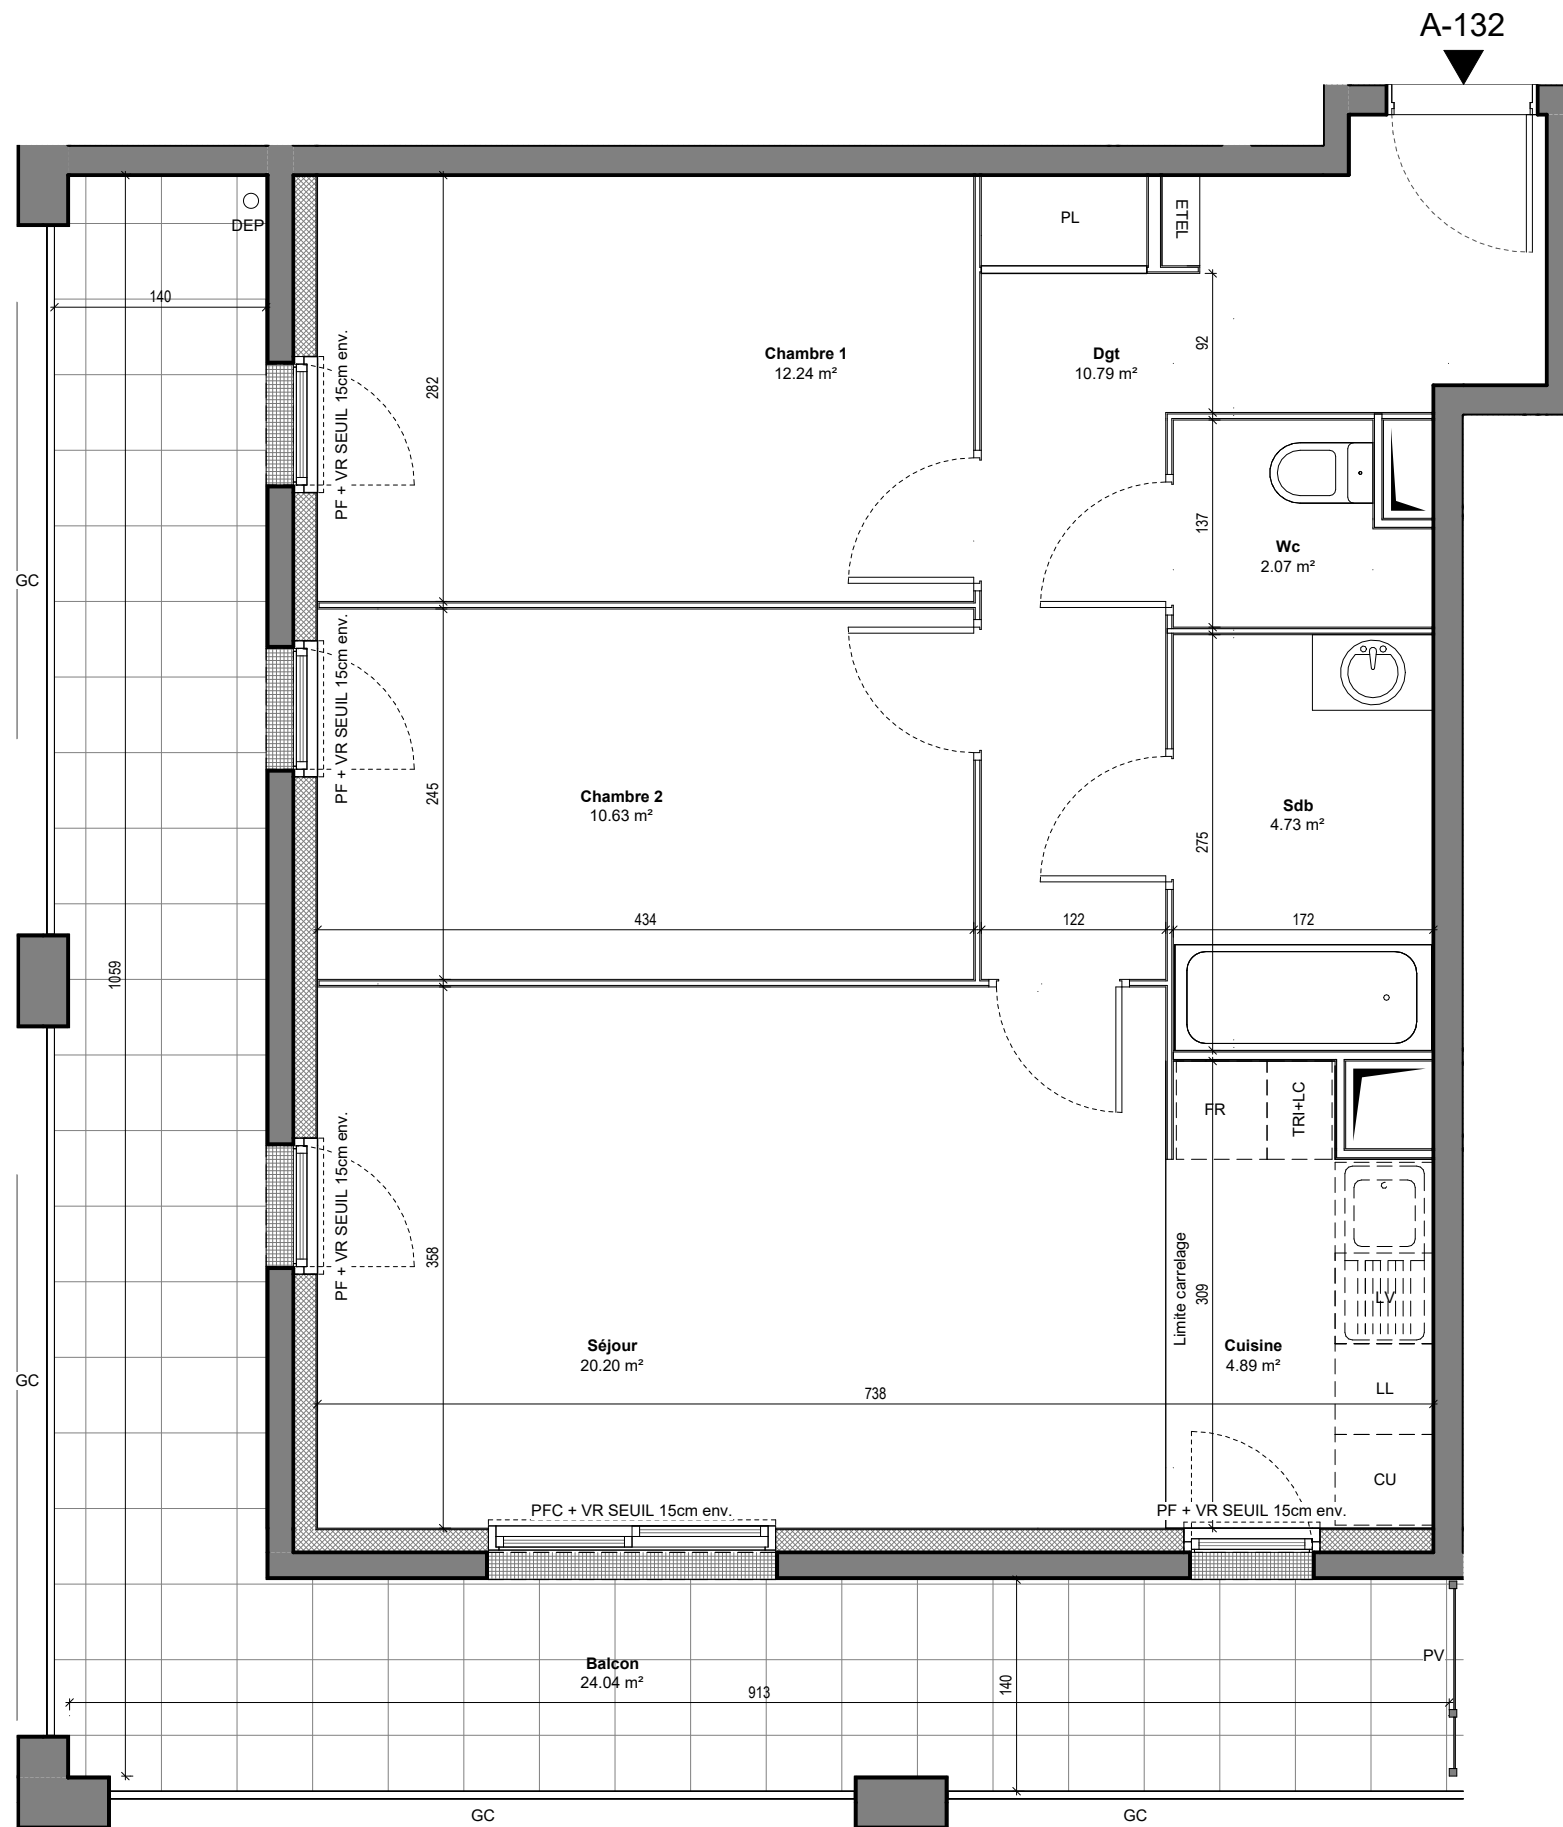 A-132
PL
ETEL
DEP
140
PF + VR SEUIL 15cm env.
282
Chambre 1
12.24 m²
Dgt
10.79 m²
92
GC
137
Wc
2.07 m²
PF + VR SEUIL 15cm env.
245
Chambre 2
10.63 m²
Sdb
4.73 m²
275
434
122
172
1059
FR
TRI+LC
PF + VR SEUIL 15cm env.
358
Limite carrelage
309
LV
Séjour
20.20 m²
Cuisine
4.89 m²
GC
738
LL
CU
PFC + VR SEUIL 15cm env.
PF + VR SEUIL 15cm env.
Balcon
24.04 m²
913
140
PV
GC
GC